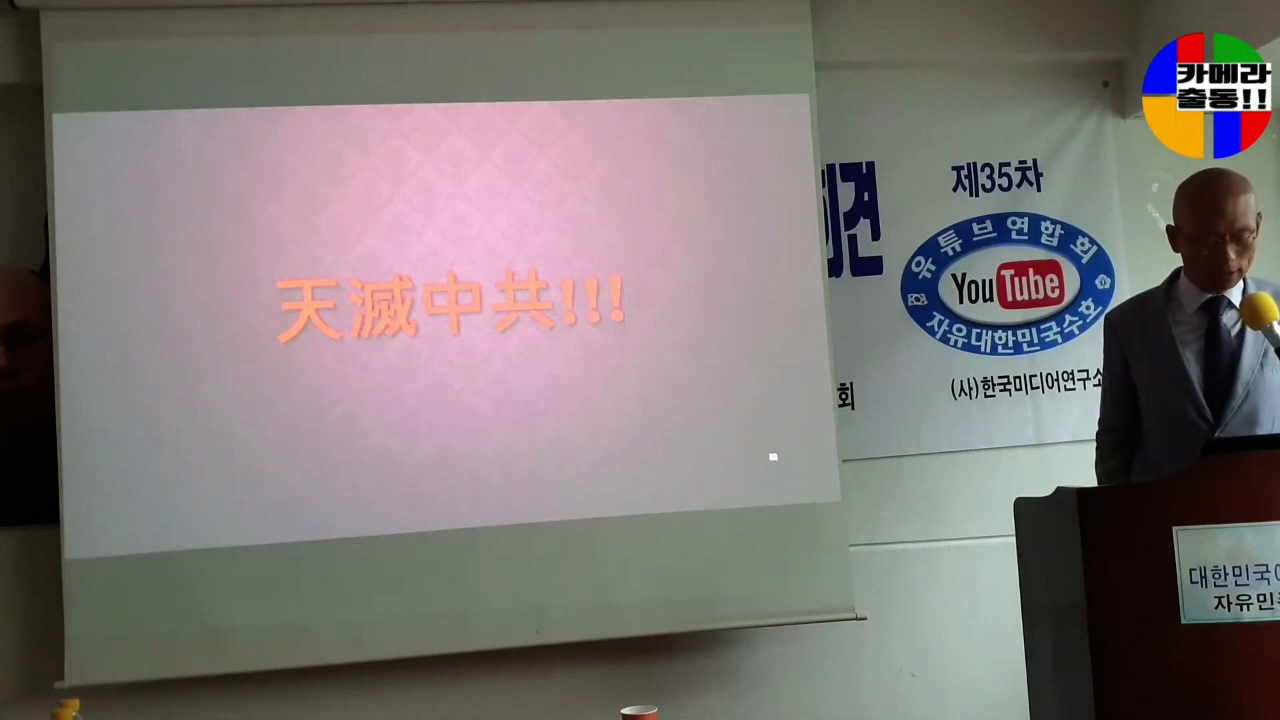 天滅中共!!!
카메라
출동!!
회견
제35차
유튜브연합회
YouTube
자유대한민국수호
회
(사)한국미디어연구소
대한민국
자유민